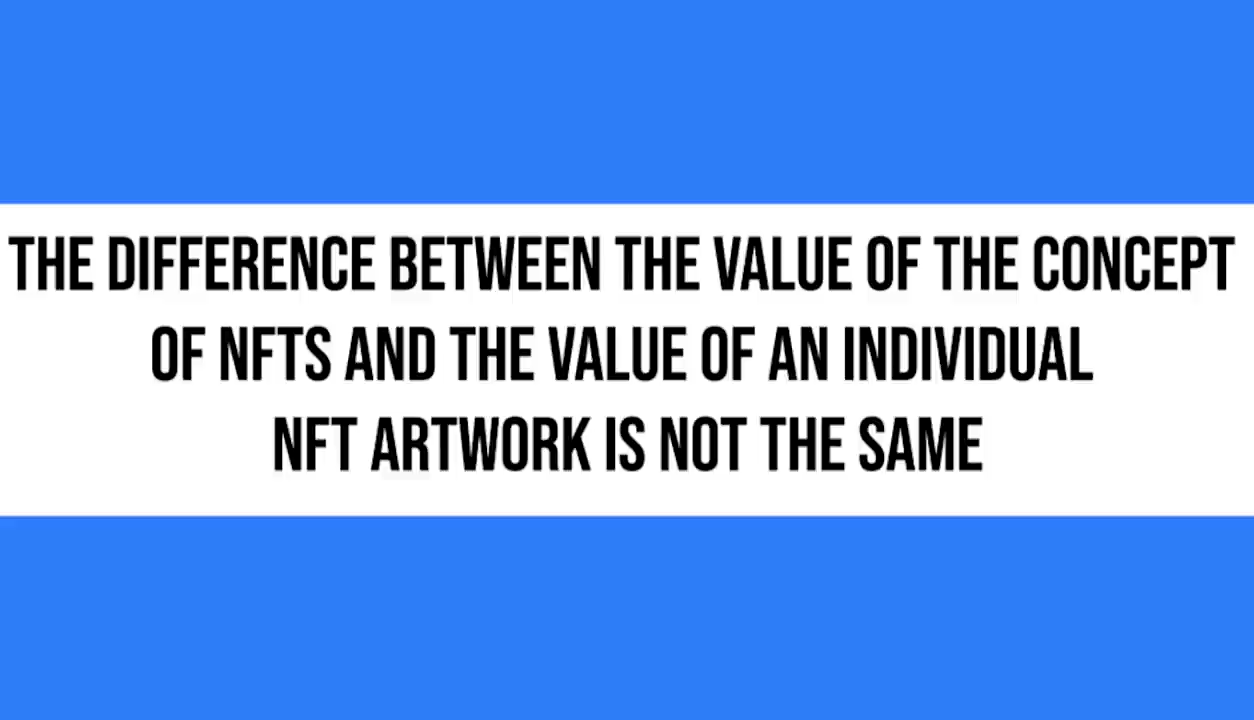 THE DIFFERENCE BETWEEN THE VALUE OF THE CONCEPT
OF NFTS AND THE VALUE OF AN INDIVIDUAL
NFT ARTWORK IS NOT THE SAME